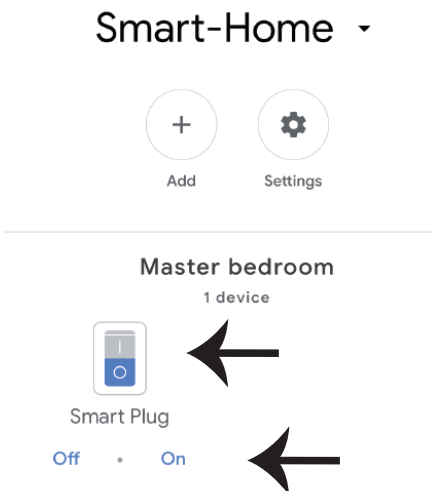 Smart-Home
Add Settings
Master bedroom
1 device
Smart Plug
Off • On